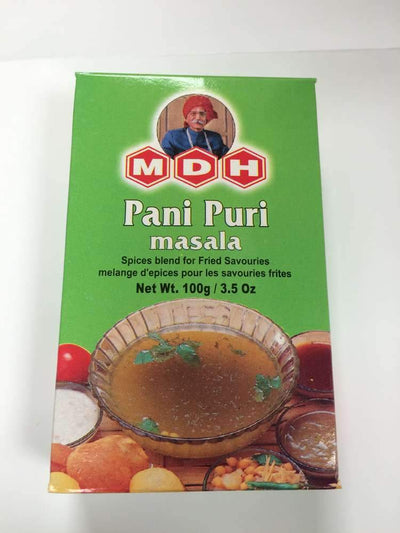 MDH
Pani Puri
masala
Spices blend for Fried Savouries
melange d'epices pour les savouries frites
Net Wt. 100g / 3.5 Oz